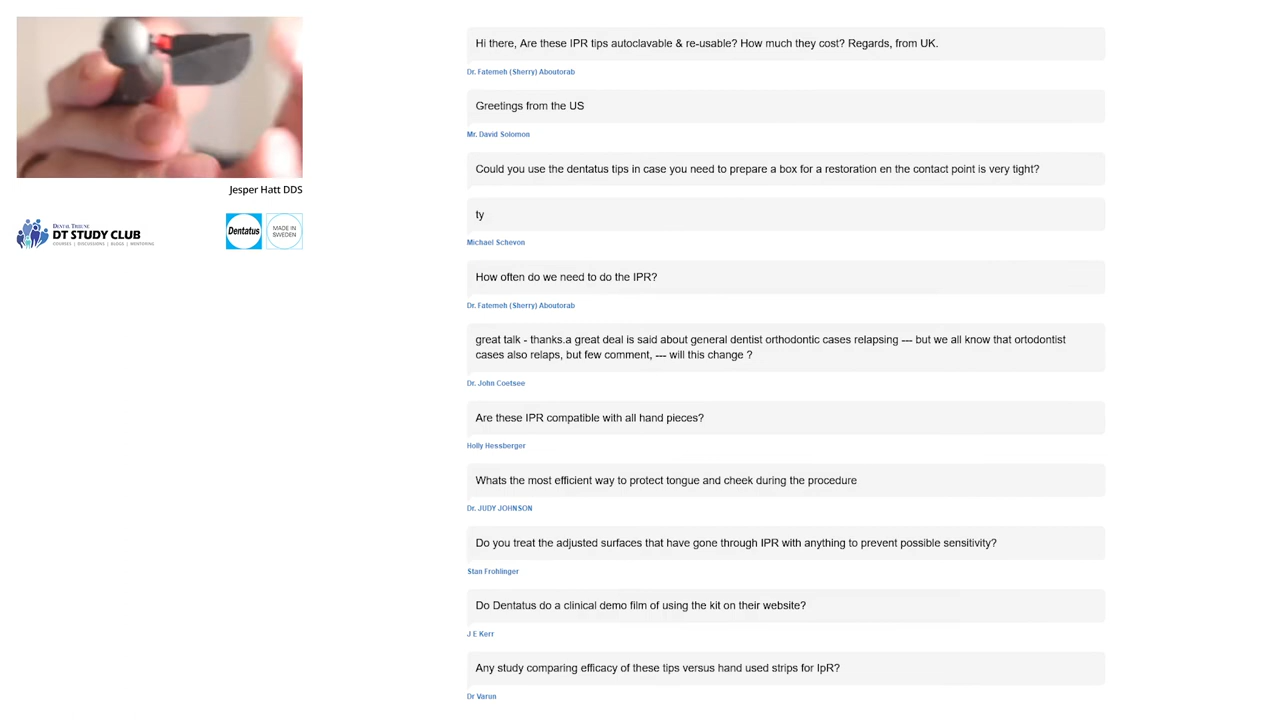 Jesper Hatt DDS
DENTAL TRIBUNE
DT STUDY CLUB
COURSES | DISCUSSIONS | BLOGS | MENTORING
Dentatus
MADE IN
SWEDEN
Hi there, Are these IPR tips autoclavable & re-usable? How much they cost? Regards, from UK.
Dr. Fatemeh (Sherry) Aboutorab
Greetings from the US
Mr. David Solomon
Could you use the dentatus tips in case you need to prepare a box for a restoration en the contact point is very tight?
ty
Michael Schevon
How often do we need to do the IPR?
Dr. Fatemeh (Sherry) Aboutorab
great talk - thanks.a great deal is said about general dentist orthodontic cases relapsing --- but we all know that ortodontist
cases also relaps, but few comment, --- will this change ?
Dr. John Coetsee
Are these IPR compatible with all hand pieces?
Holly Hessberger
Whats the most efficient way to protect tongue and cheek during the procedure
Dr. JUDY JOHNSON
Do you treat the adjusted surfaces that have gone through IPR with anything to prevent possible sensitivity?
Stan Frohlinger
Do Dentatus do a clinical demo film of using the kit on their website?
J E Kerr
Any study comparing efficacy of these tips versus hand used strips for IpR?
Dr Varun